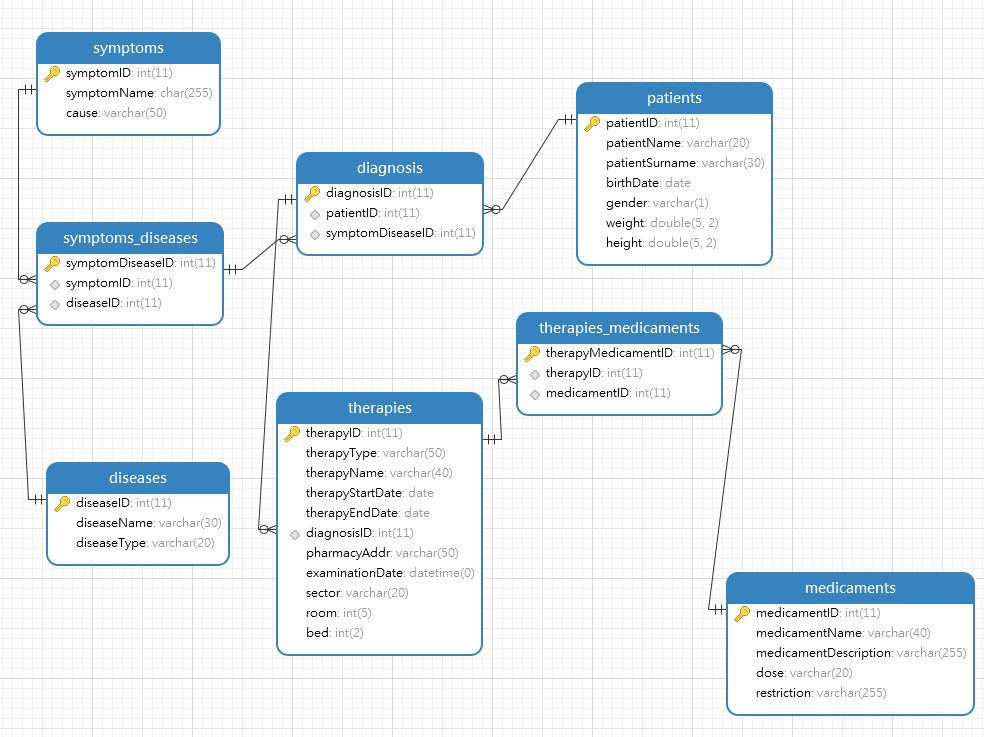 symptoms
symptomID: int(11)
symptomName: char(255)
cause: varchar(50)
patients
patientID: int(11)
patientName: varchar(20)
patientSurname: varchar(30)
birthDate: date
gender: varchar(1)
weight: double(5, 2)
height: double(5, 2)
diagnosis
diagnosisID: int(11)
patientID: int(11)
symptomDiseaseID: int(11)
symptoms_diseases
symptomDiseaseID: int(11)
symptomID: int(11)
diseaseID: int(11)
therapies_medicaments
therapyMedicamentID: int(11)
therapyID: int(11)
medicamentID: int(11)
therapies
therapyID: int(11)
therapyType: varchar(50)
therapyName: varchar(40)
therapyStartDate: date
therapyEndDate: date
diagnosisID: int(11)
pharmacyAddr: varchar(50)
examinationDate: datetime(0)
sector: varchar(20)
room: int(5)
bed: int(2)
diseases
diseaseID: int(11)
diseaseName: varchar(30)
diseaseType: varchar(20)
medicaments
medicamentID: int(11)
medicamentName: varchar(40)
medicamentDescription: varchar(255)
dose: varchar(20)
restriction: varchar(255)